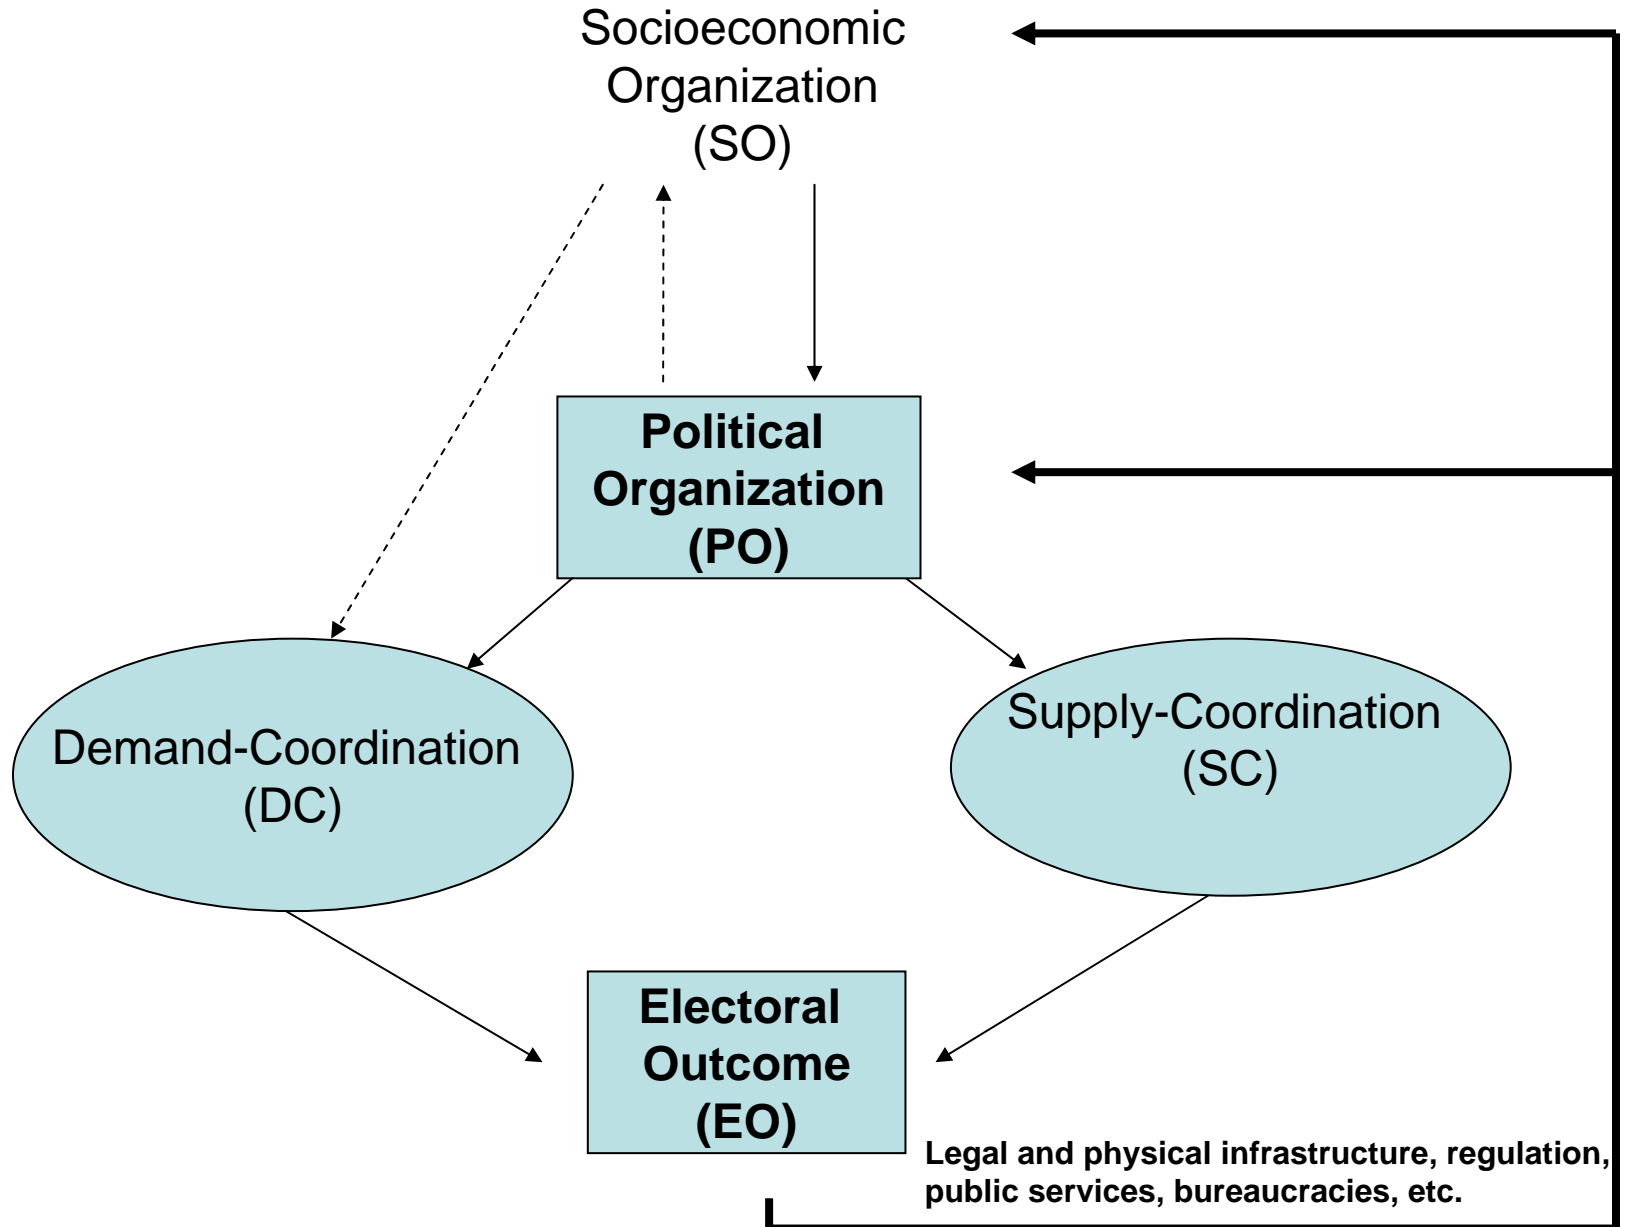 Socioeconomic
Organization
(SO)
Political
Organization
(PO)
Demand-Coordination
(DC)
Supply-Coordination
(SC)
Electoral
Outcome
(EO)
Legal and physical infrastructure, regulation,
public services, bureaucracies, etc.